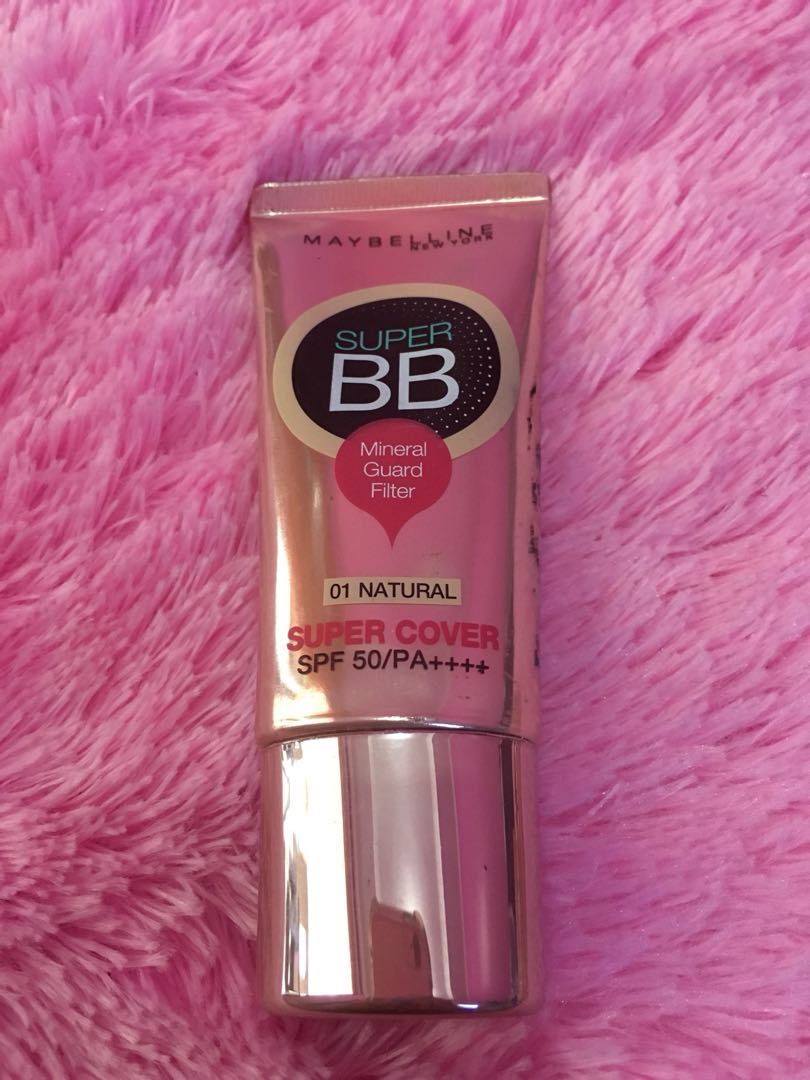 MAYBELLINE
NEW YORK
SUPER
BB
Mineral
Guard
Filter
01 NATURAL
SUPER COVER
SPF 50/PA++++